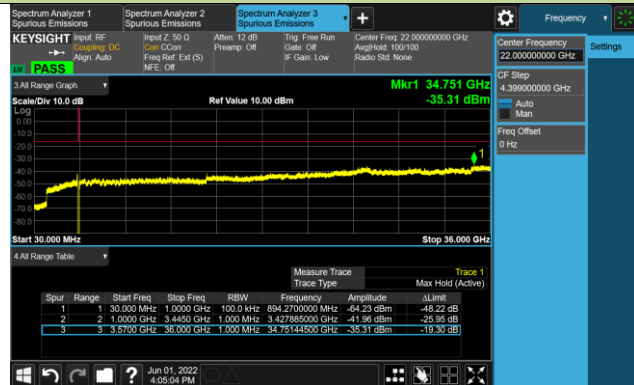 Spectrum Analyzer 1
Spurious Emissions
Spectrum Analyzer 2
Spurious Emissions
Spectrum Analyzer 3
Spurious Emissions
Frequency
KEYSIGHT
Input: RF
Coupling: DC
Align: Auto
Input Z: 50 Ω
Corr CCorr
Freq Ref: Ext (S)
NFE: Off
Atten: 12 dB
Preamp: Off
Trig: Free Run
Gate: Off
IF Gain: Low
Center Freq: 22.000000000 GHz
Avg|Hold: 100/100
Radio Std: None
PASS
Center Frequency
22.000000000 GHz
Settings
CF Step
4.399000000 GHz
Auto
Man
Freq Offset
0 Hz
3 All Range Graph
Mkr1 34.751 GHz
Scale/Div 10.0 dB
Ref Value 10.00 dBm
-35.31 dBm
Log
0.00
-10.0
-20.0
-30.0
-40.0
-50.0
-60.0
-70.0
-80.0
1
Start 30.000 MHz
Stop 36.000 GHz
4 All Range Table
Measure Trace Trace 1
Trace Type Max Hold (Active)
Spur Range Start Freq Stop Freq RBW Frequency Amplitude ΔLimit
1 1 30.000 MHz 1.0000 GHz 100.0 kHz 894.2700000 MHz -64.23 dBm -48.22 dB
2 2 1.0000 GHz 3.4450 GHz 1.000 MHz 3.427885000 GHz -41.96 dBm -25.95 dB
3 3 3.5700 GHz 36.000 GHz 1.000 MHz 34.75144500 GHz -35.31 dBm -19.30 dB
Jun 01, 2022
4:05:04 PM